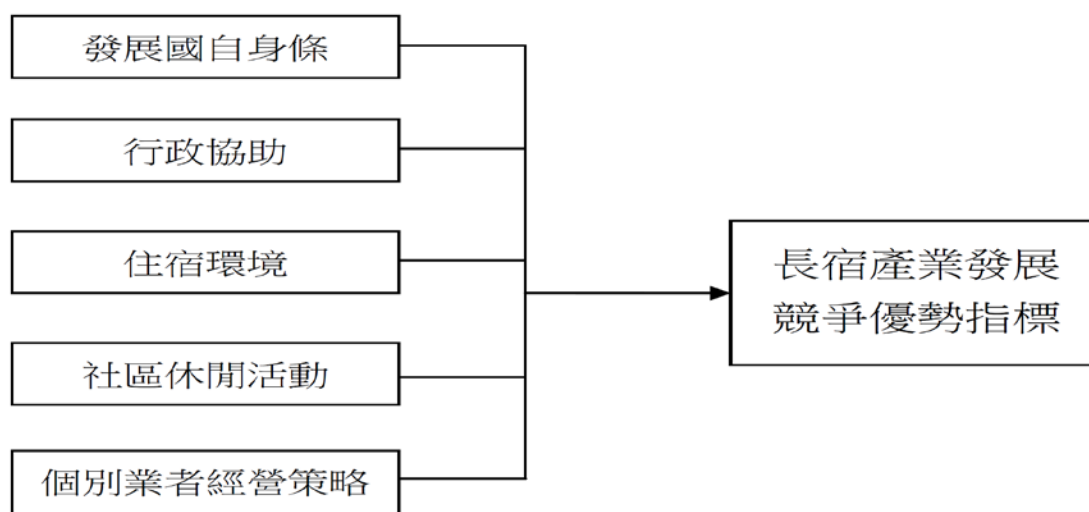 發展國自身條
行政協助
住宿環境
社區休閒活動
個別業者經營策略
長宿產業發展
競爭優勢指標